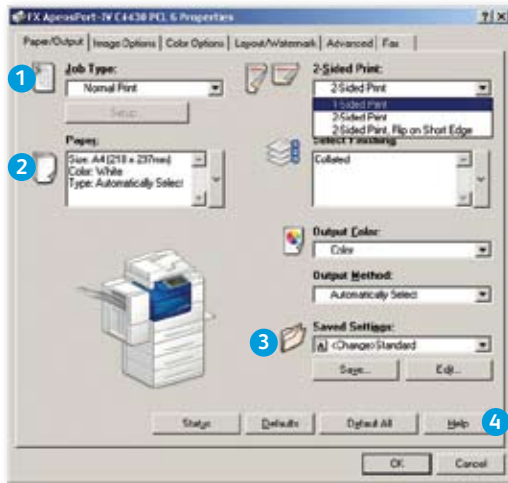 FX ApeosPort-IV C4430 PCL 6 Properties
Paper/Output
Image Options
Color Options
Layout/Watermark
Advanced
Fax
1
Job Type:
Normal Print
Setup...
2
Paper:
Size: A4 (210 x 297mm)
Color: White
Type: Automatically Select
2-Sided Print:
2-Sided Print
1-Sided Print
2-Sided Print
2-Sided Print, Flip on Short Edge
Select Finishing
Collated
Output Color:
Color
Output Method:
Automatically Select
3
Saved Settings:
<Change>Standard
Save...
Edit...
Status
Defaults
Default All
Help
4
OK
Cancel